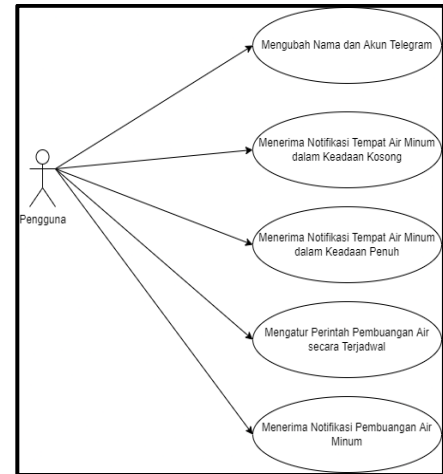 Mengubah Nama dan Akun Telegram
Menerima Notifikasi Tempat Air Minum
dalam Keadaan Kosong
Pengguna
Menerima Notifikasi Tempat Air Minum
dalam Keadaan Penuh
Mengatur Perintah Pembuangan Air
secara Terjadwal
Menerima Notifikasi Pembuangan Air
Minum